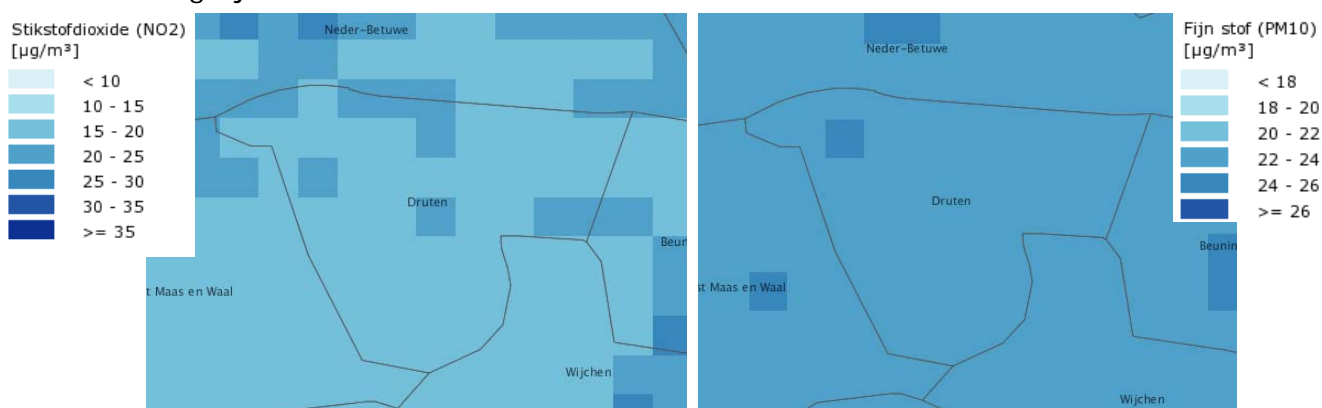 Stikstofdioxide (NO2)
[µg/m³]
< 10
10 - 15
15 - 20
20 - 25
25 - 30
30 - 35
>= 35
Neder-Betuwe
Druten
Beun
t Maas en Waal
Wijchen
Fijn stof (PM10)
[µg/m³]
< 18
18 - 20
20 - 22
22 - 24
24 - 26
>= 26
Neder-Betuwe
Druten
Beunin
st Maas en Waal
Wijchen